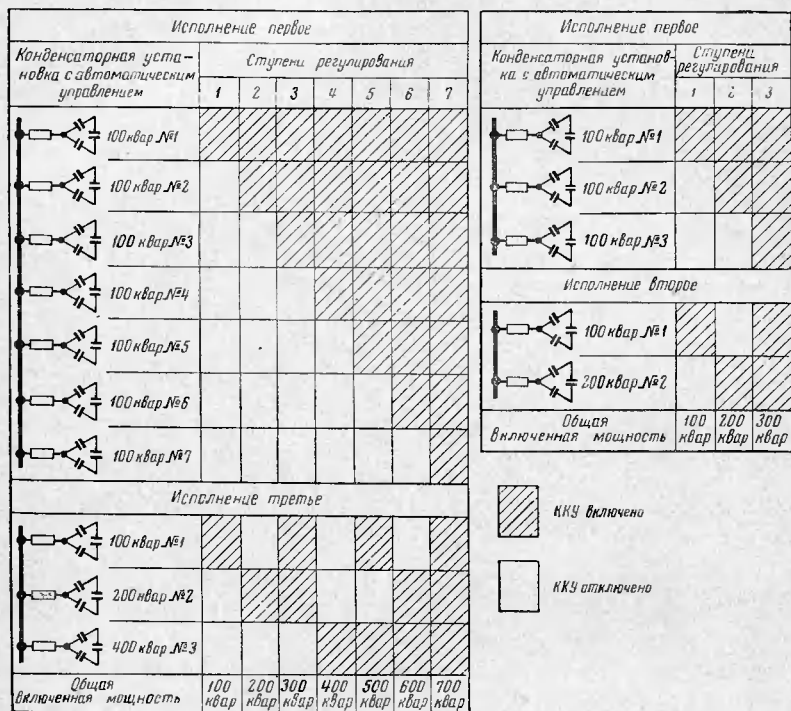 Исполнение первое
Конденсаторная уста-
новка с автоматическим
управлением
Ступени регулирования
1 2 3 4 5 6 7
100 квар №1
100 квар №2
100 квар №3
100 квар №4
100 квар №5
100 квар №6
100 квар №7
Исполнение третье
100 квар №1
200 квар №2
400 квар №3
Общая
включенная мощность
100 квар
200 квар
300 квар
400 квар
500 квар
600 квар
700 квар
Исполнение первое
Конденсаторная установ-
ка с автоматическим
управлением
Ступени
регулирования
1 2 3
100 квар №1
100 квар №2
100 квар №3
Исполнение второе
100 квар №1
200 квар №2
Общая
включенная мощность
100 квар
200 квар
300 квар
ККУ включено
ККУ отключено